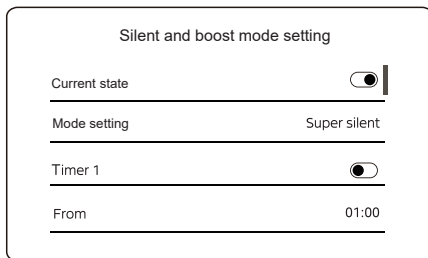 Silent and boost mode setting
Current state
Mode setting Super silent
Timer 1
From 01:00